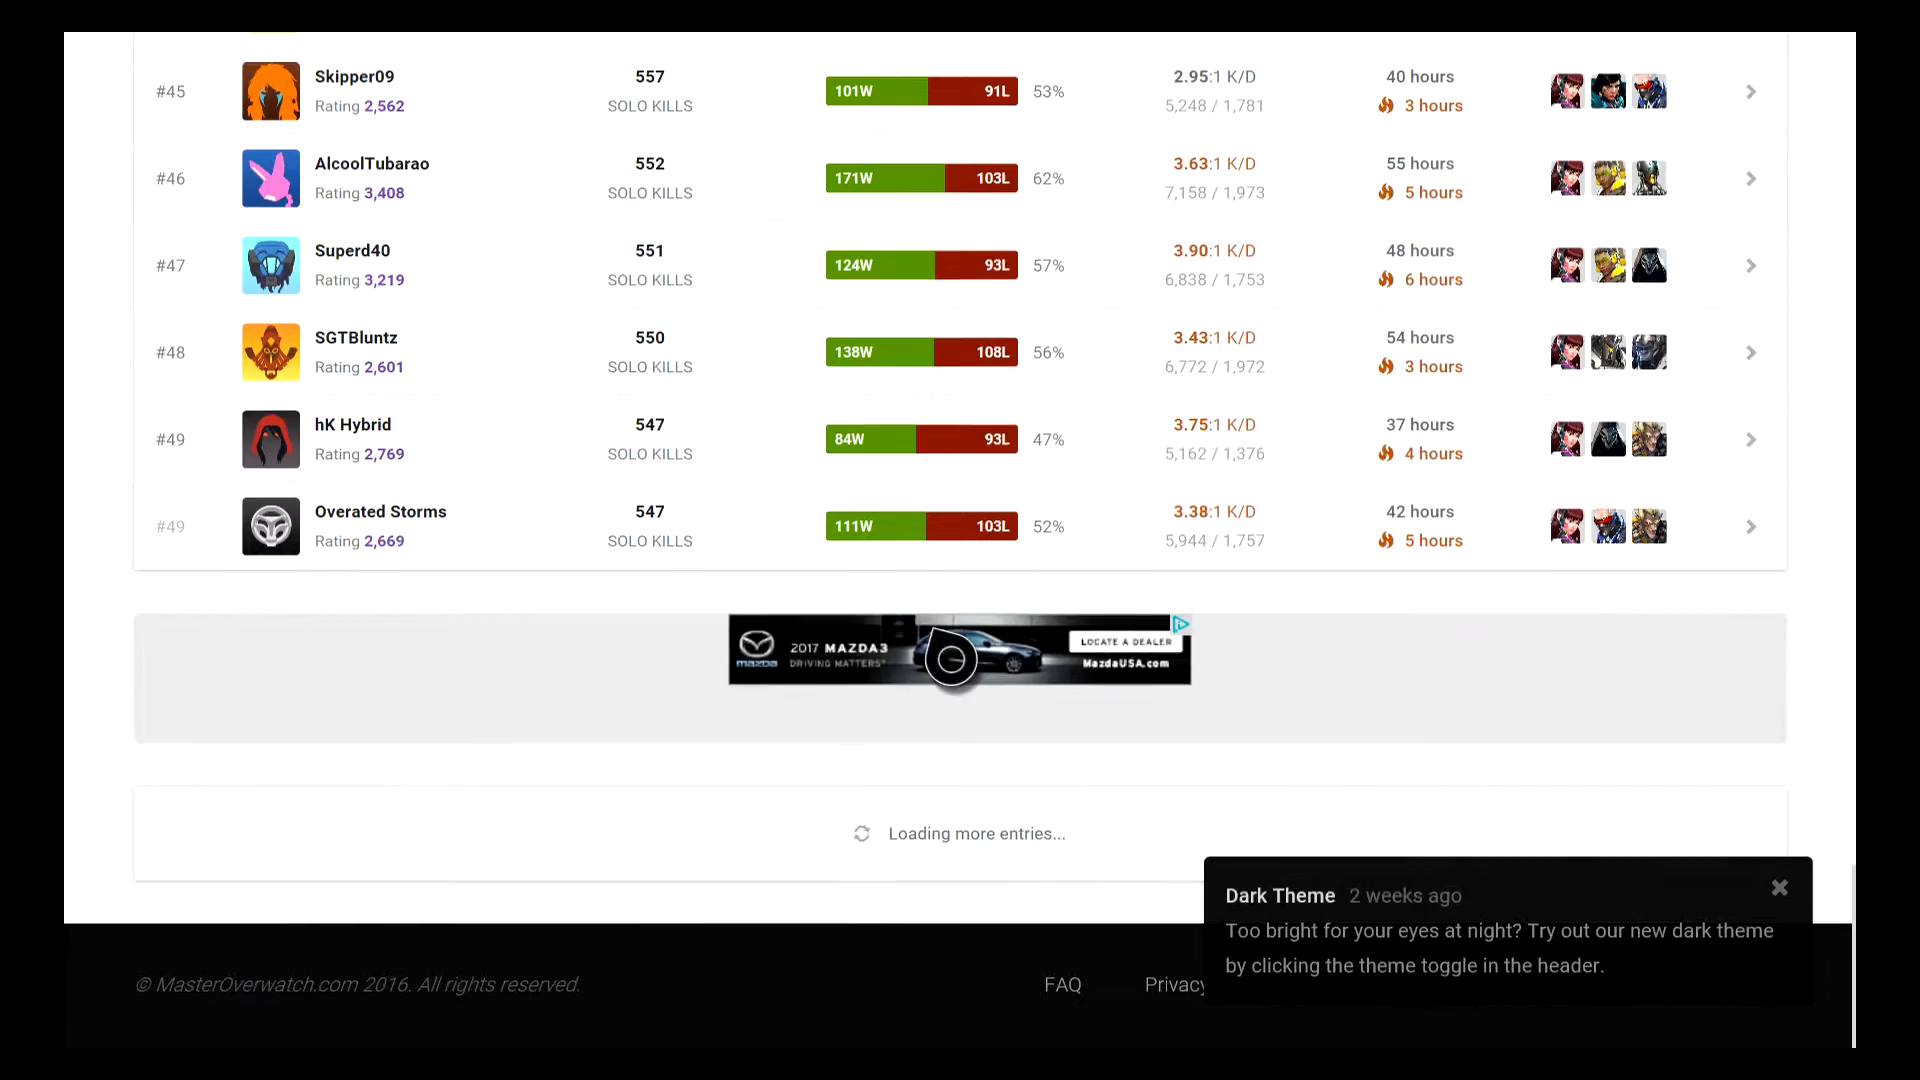 #45 Skipper09 557 101W 91L 53% 2.95:1 K/D 40 hours
Rating 2,562 SOLO KILLS 5,248 / 1,781 3 hours
#46 AlcoolTubarao 552 171W 103L 62% 3.63:1 K/D 55 hours
Rating 3,408 SOLO KILLS 7,158 / 1,973 5 hours
#47 Superd40 551 124W 93L 57% 3.90:1 K/D 48 hours
Rating 3,219 SOLO KILLS 6,838 / 1,753 6 hours
#48 SGTBluntz 550 138W 108L 56% 3.43:1 K/D 54 hours
Rating 2,601 SOLO KILLS 6,772 / 1,972 3 hours
#49 hK Hybrid 547 84W 93L 47% 3.75:1 K/D 37 hours
Rating 2,769 SOLO KILLS 5,162 / 1,376 4 hours
#49 Overated Storms 547 111W 103L 52% 3.38:1 K/D 42 hours
Rating 2,669 SOLO KILLS 5,944 / 1,757 5 hours
2017 MAZDA3 LOCATE A DEALER
mazda DRIVING MATTERS MazdaUSA.com
Loading more entries...
Dark Theme 2 weeks ago
Too bright for your eyes at night? Try out our new dark theme
by clicking the theme toggle in the header.
© MasterOverwatch.com 2016. All rights reserved. FAQ Privacy